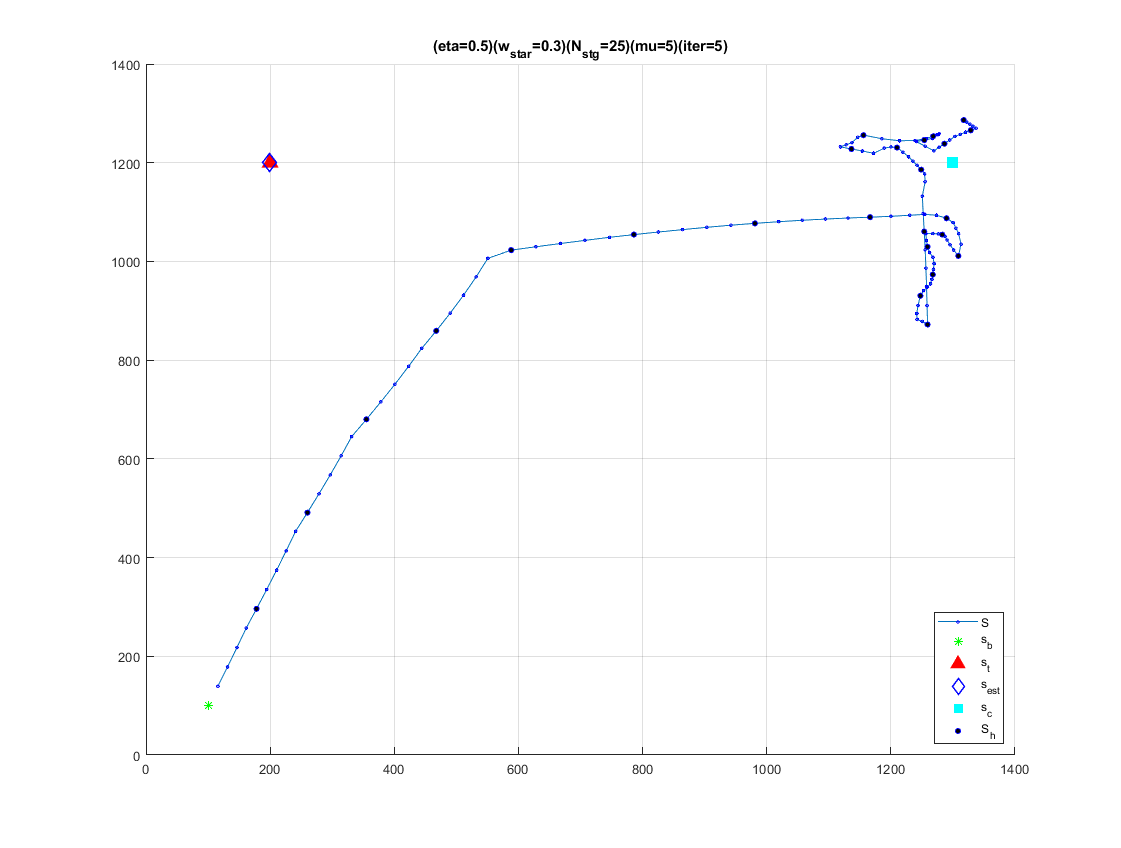 (eta=0.5)(w_star=0.3)(N_stg=25)(mu=5)(iter=5)
1400
1200
1000
800
600
400
200
0
0 200 400 600 800 1000 1200 1400
S
s_b
s_t
s_est
s_c
S_h